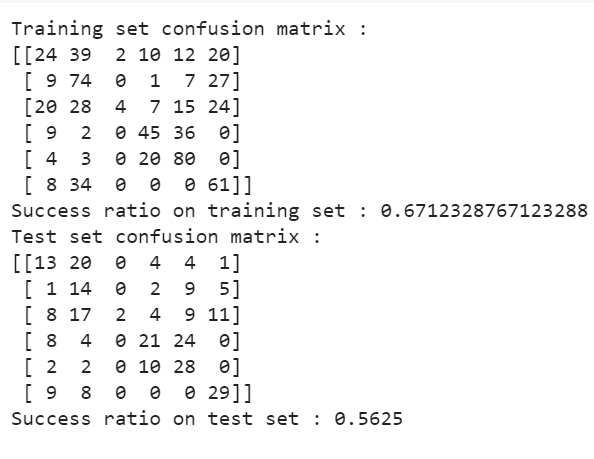 Training set confusion matrix :
[[24 39  2 10 12 20]
 [ 9 74  0  1  7 27]
 [20 28  4  7 15 24]
 [ 9  2  0 45 36  0]
 [ 4  3  0 20 80  0]
 [ 8 34  0  0  0 61]]
Success ratio on training set : 0.6712328767123288
Test set confusion matrix :
[[13 20  0  4  4  1]
 [ 1 14  0  2  9  5]
 [ 8 17  2  4  9 11]
 [ 8  4  0 21 24  0]
 [ 2  2  0 10 28  0]
 [ 9  8  0  0  0 29]]
Success ratio on test set : 0.5625